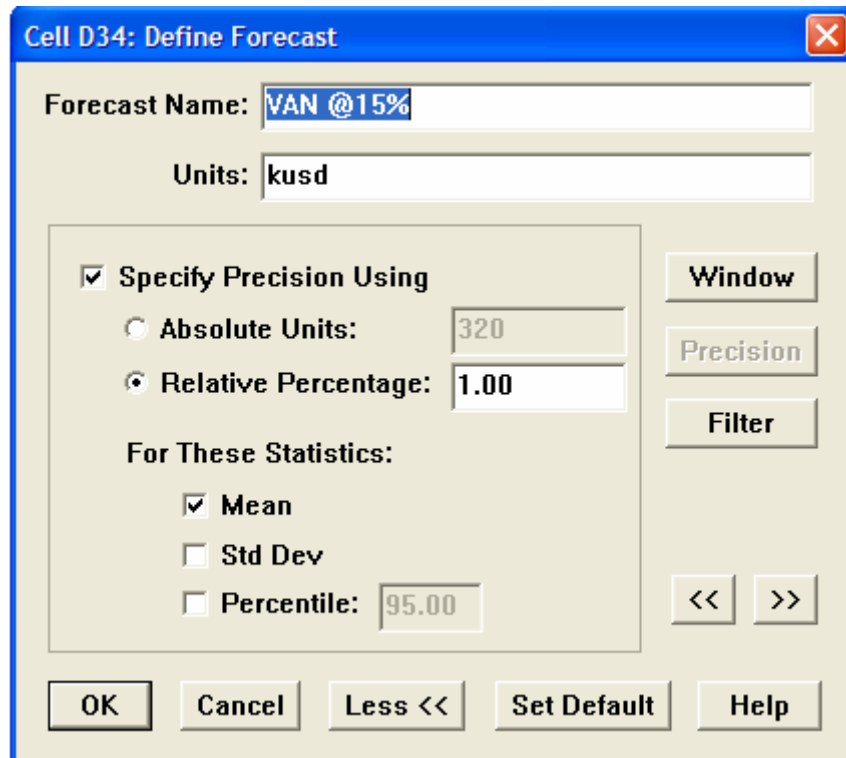 Cell D34: Define Forecast
Forecast Name: VAN @15%
Units: kusd
Specify Precision Using
Window
Absolute Units: 320
Precision
Relative Percentage: 1.00
Filter
For These Statistics:
Mean
Std Dev
Percentile: 95.00
<< >>
OK Cancel Less << Set Default Help